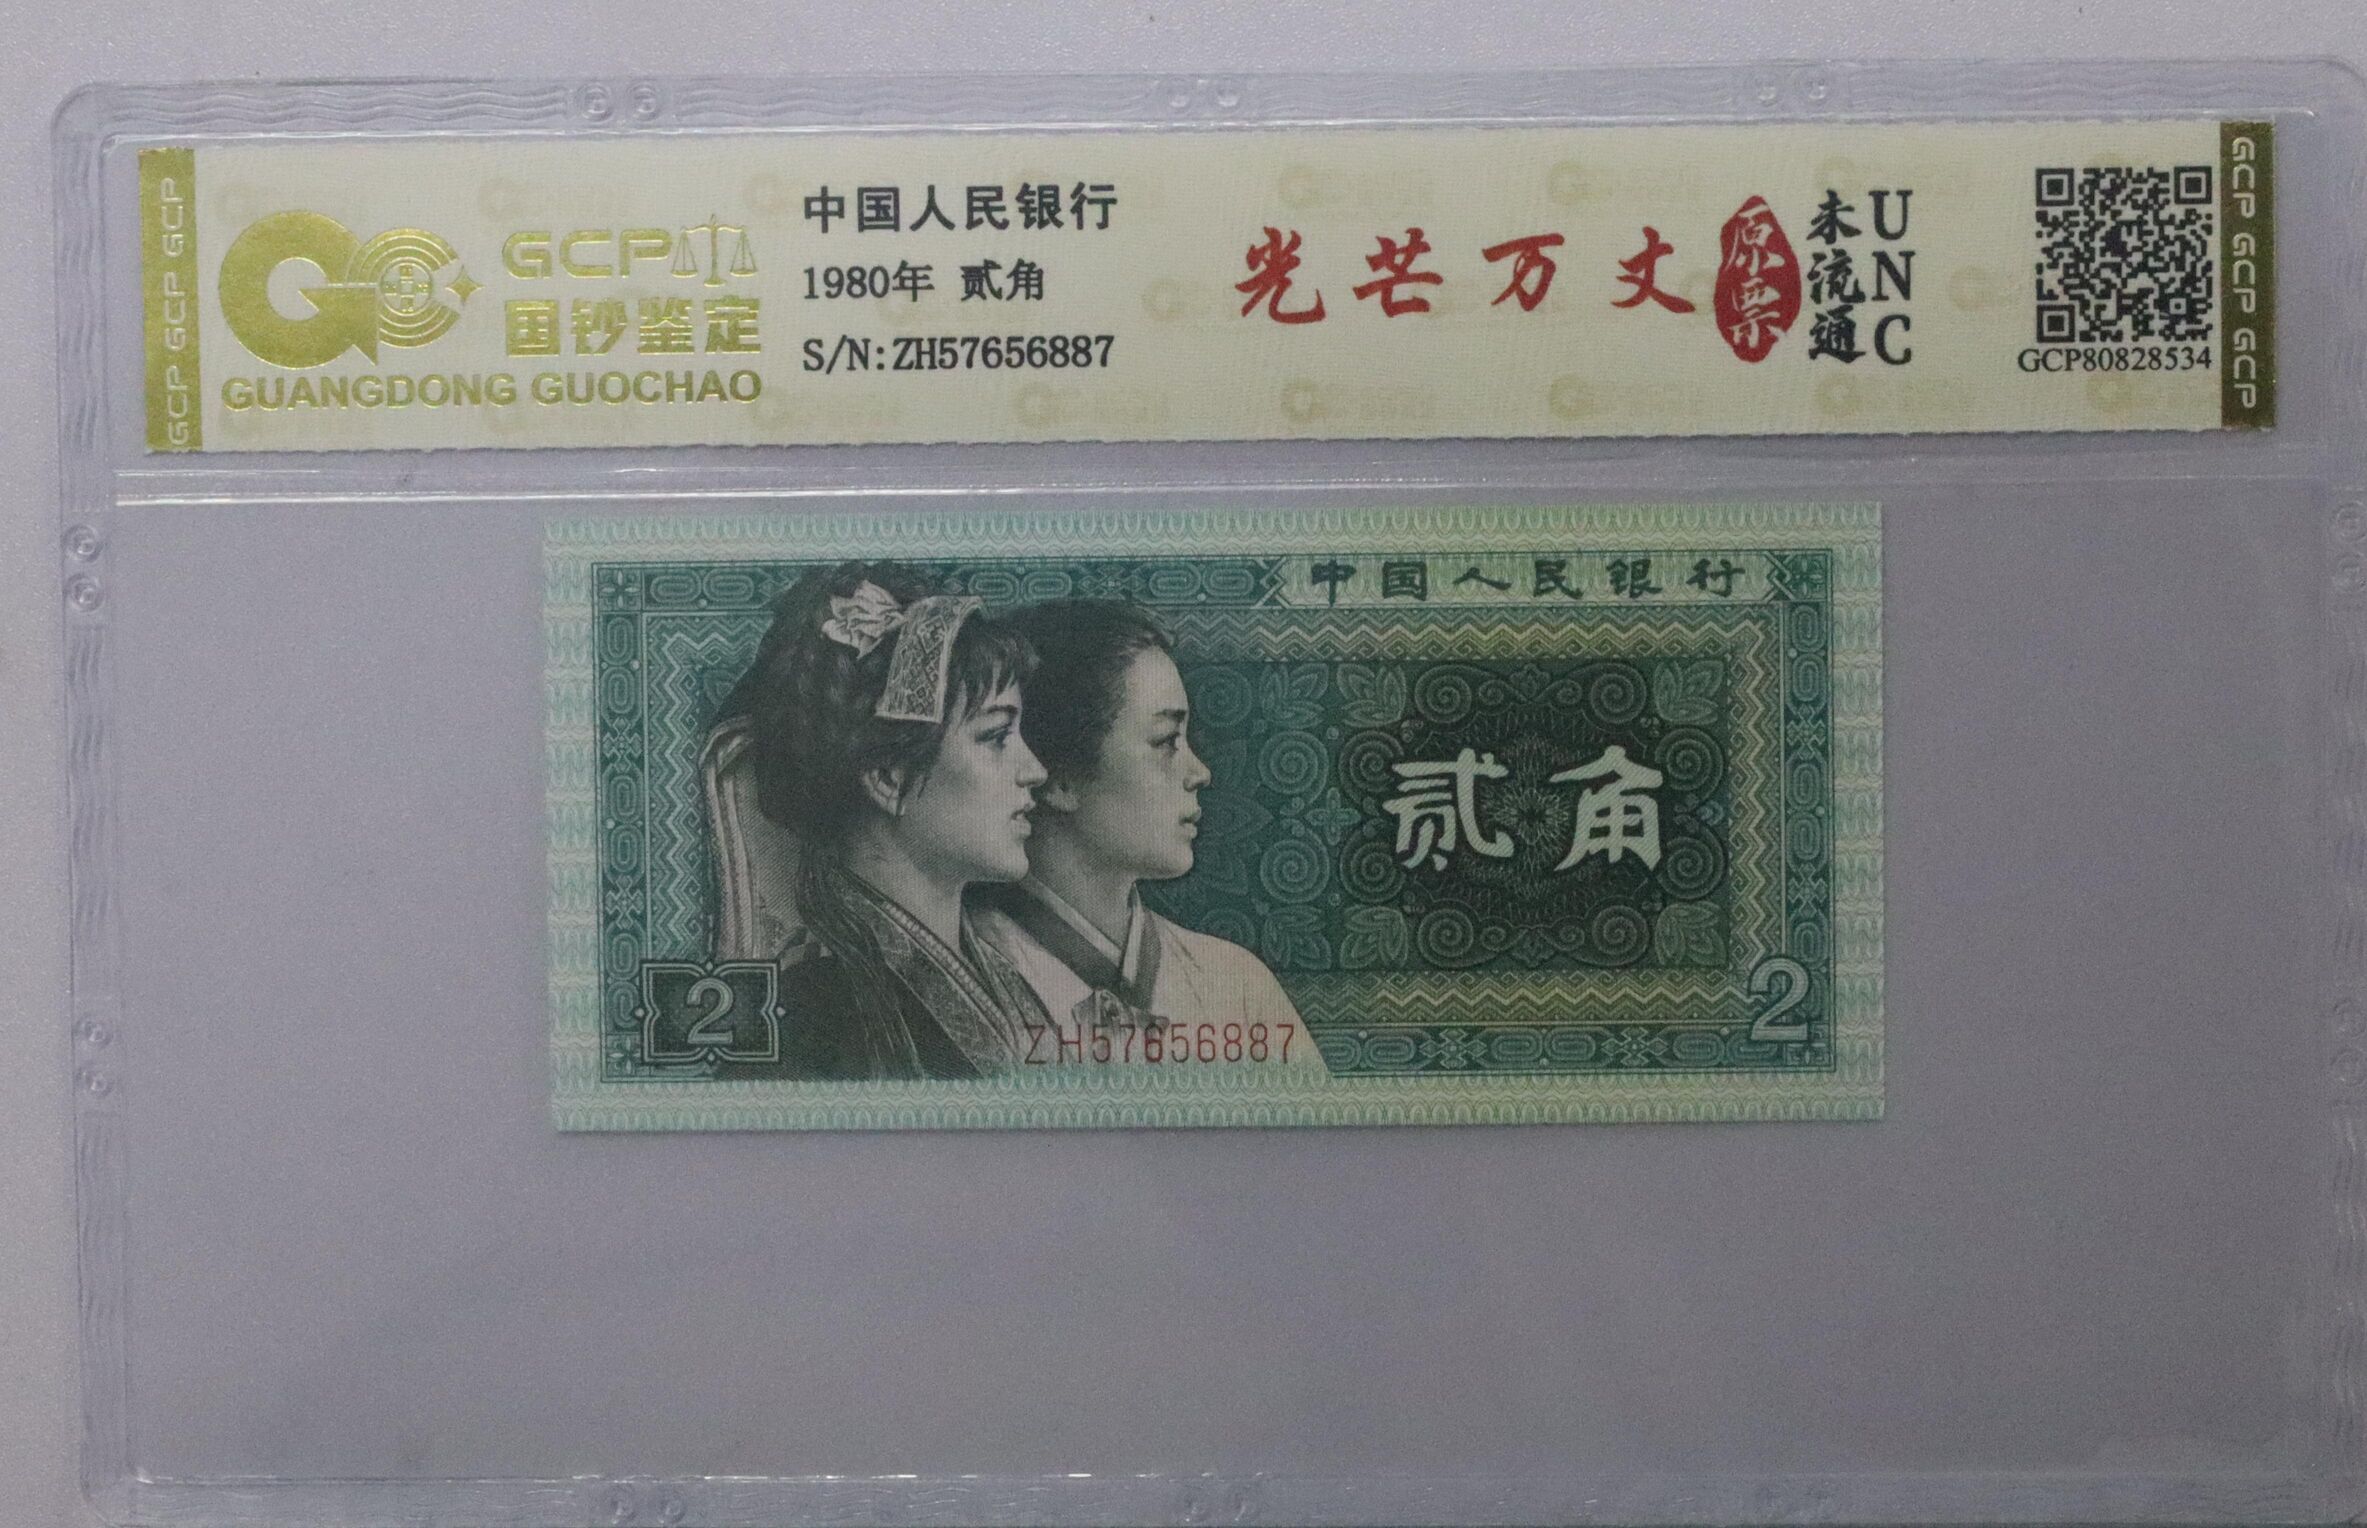 GCP GCP GCP
GCP
国钞鉴定
GUANGDONG GUOCHAO
中国人民银行
1980年 贰角
S/N:ZH57656887
光芒万丈
原票
未流通
UNC
GCP80828534
GCP GCP GCP
中国人民银行
贰角
2
2
ZH57656887